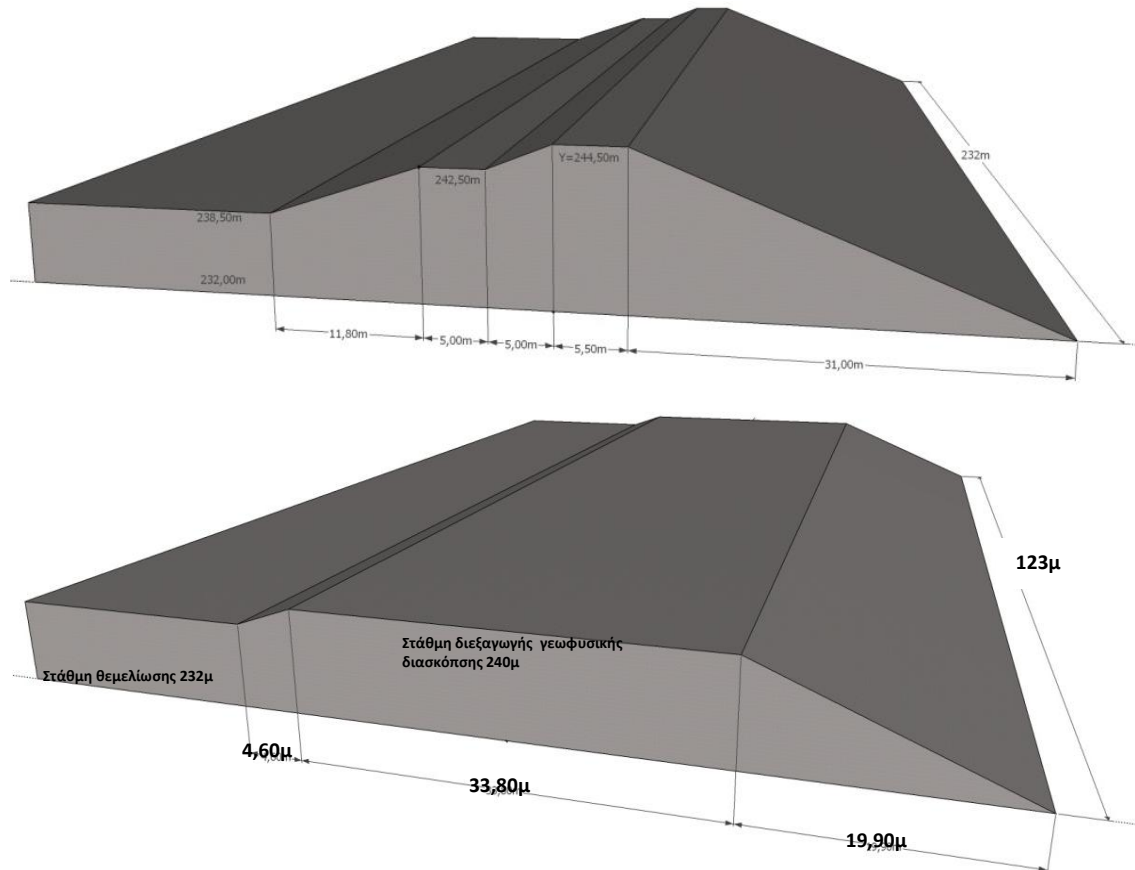 Y=244,50m
242,50m
238,50m
232,00m
232m
11,80m
5,00m
5,00m
5,50m
31,00m
123μ
Στάθμη διεξαγωγής γεωφυσικής
διασκόπσης 240μ
Στάθμη θεμελίωσης 232μ
4,60μ
33,80μ
19,90μ